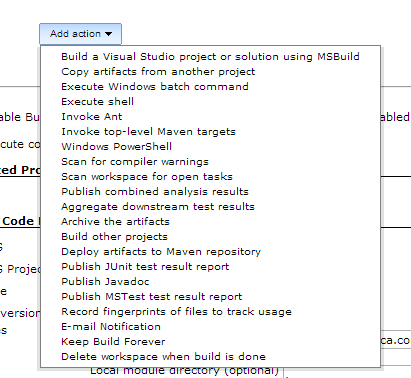 Add action
Build a Visual Studio project or solution using MSBuild
Copy artifacts from another project
Execute Windows batch command
Execute shell
able Bu
Invoke Ant
abled
Invoke top-level Maven targets
cute co
Windows PowerShell
Scan for compiler warnings
ted Pro
Scan workspace for open tasks
Publish combined analysis results
Aggregate downstream test results
Code
Archive the artifacts
Build other projects
S
Deploy artifacts to Maven repository
S Projec
Publish JUnit test result report
Publish Javadoc
e
Publish MSTest test result report
version
Record fingerprints of files to track usage
es
E-mail Notification
Keep Build Forever
ca.co
Delete workspace when build is done
Local module directory (optional)